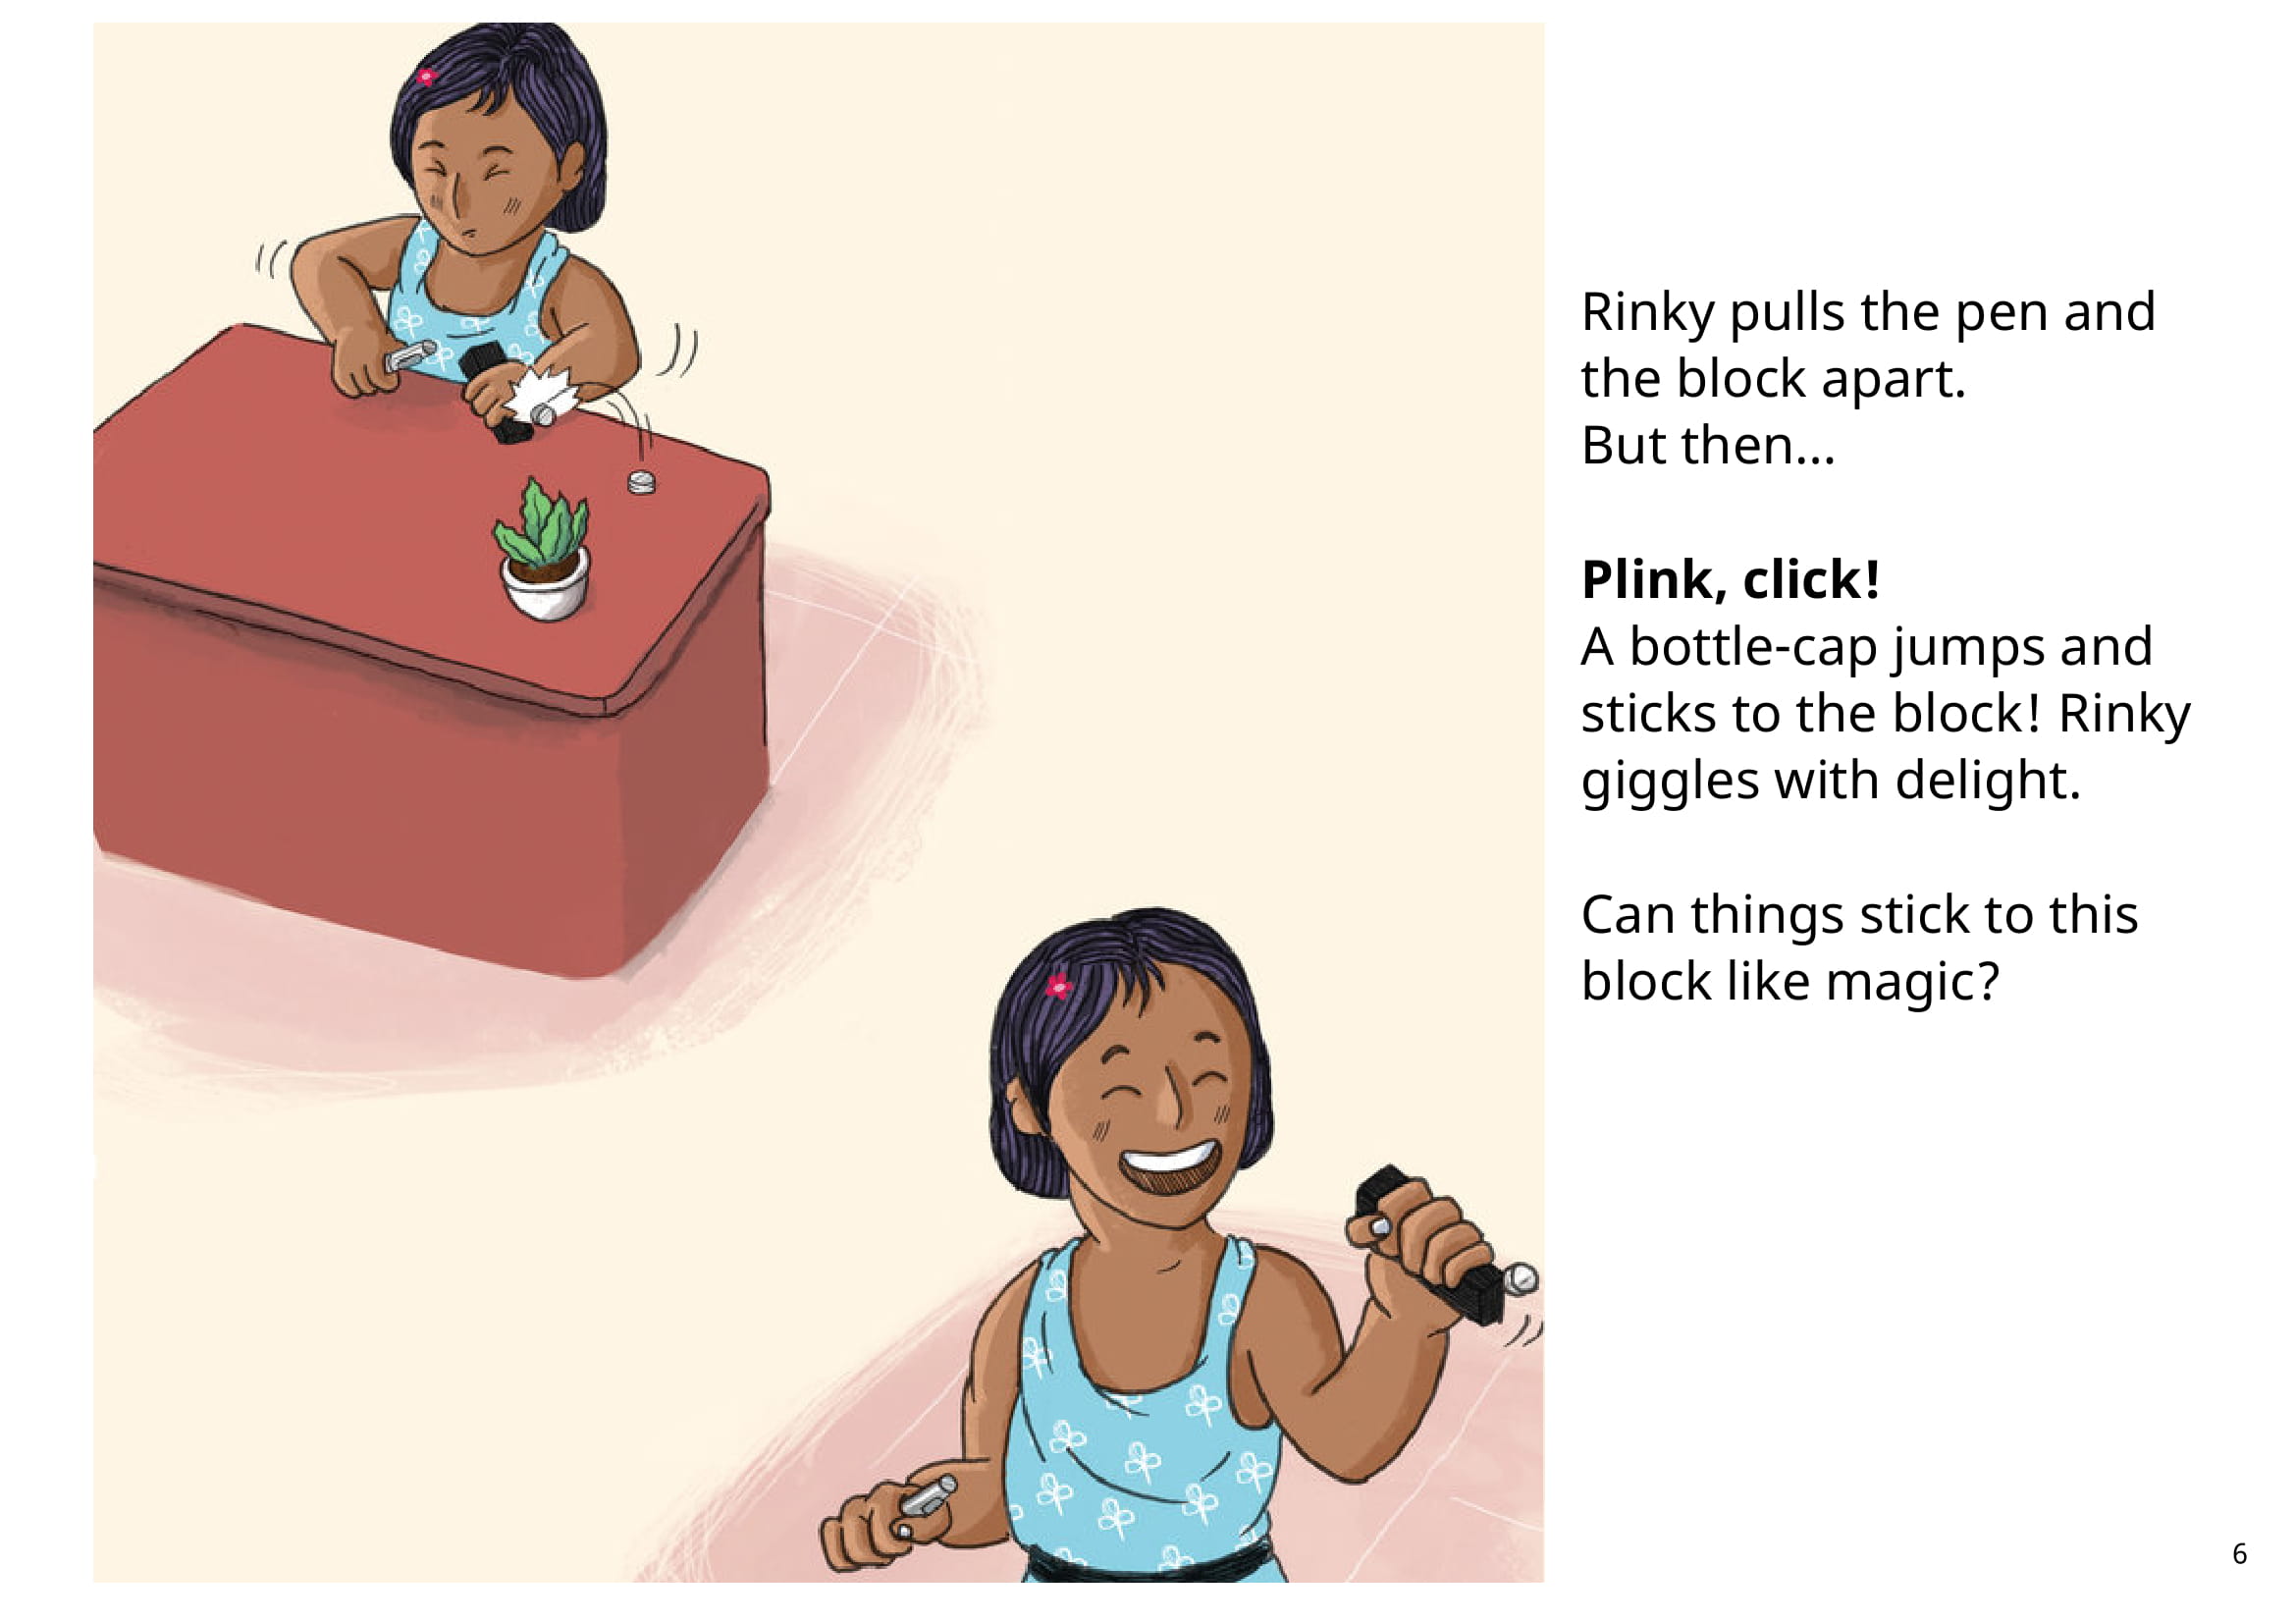 Rinky pulls the pen and
the block apart.
But then...
Plink, click!
A bottle-cap jumps and
sticks to the block! Rinky
giggles with delight.
Can things stick to this
block like magic?
6